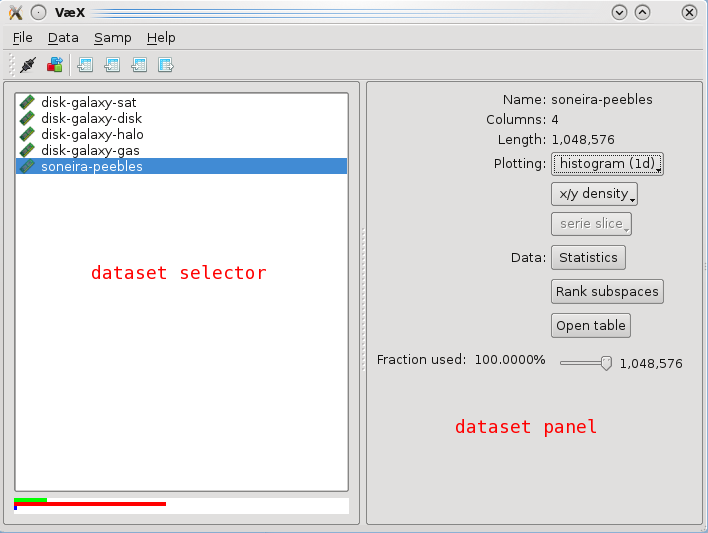 VæX
File Data Samp Help
disk-galaxy-sat
disk-galaxy-disk
disk-galaxy-halo
disk-galaxy-gas
soneira-peebles
dataset selector
Name: soneira-peebles
Columns: 4
Length: 1,048,576
Plotting: histogram (1d)
x/y density
serie slice
Data: Statistics
Rank subspaces
Open table
Fraction used: 100.0000% 1,048,576
dataset panel